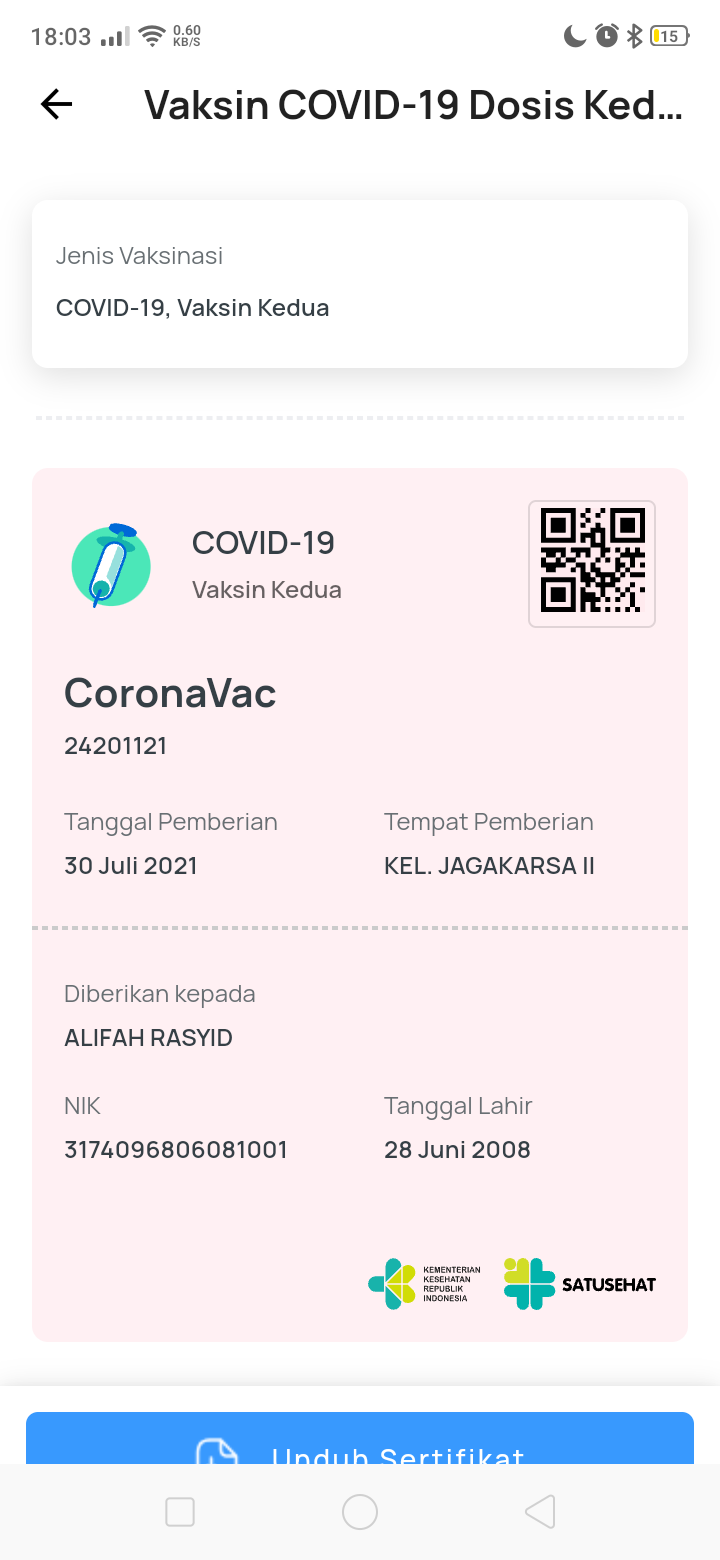 18:03
0.60
KB/S
15
Vaksin COVID-19 Dosis Ked...
Jenis Vaksinasi
COVID-19, Vaksin Kedua
COVID-19
Vaksin Kedua
CoronaVac
24201121
Tanggal Pemberian
Tempat Pemberian
30 Juli 2021
KEL. JAGAKARSA II
Diberikan kepada
ALIFAH RASYID
NIK
Tanggal Lahir
3174096806081001
28 Juni 2008
KEMENTERIAN
KESEHATAN
REPUBLIK
INDONESIA
SATUSEHAT
Unduh Sertifikat